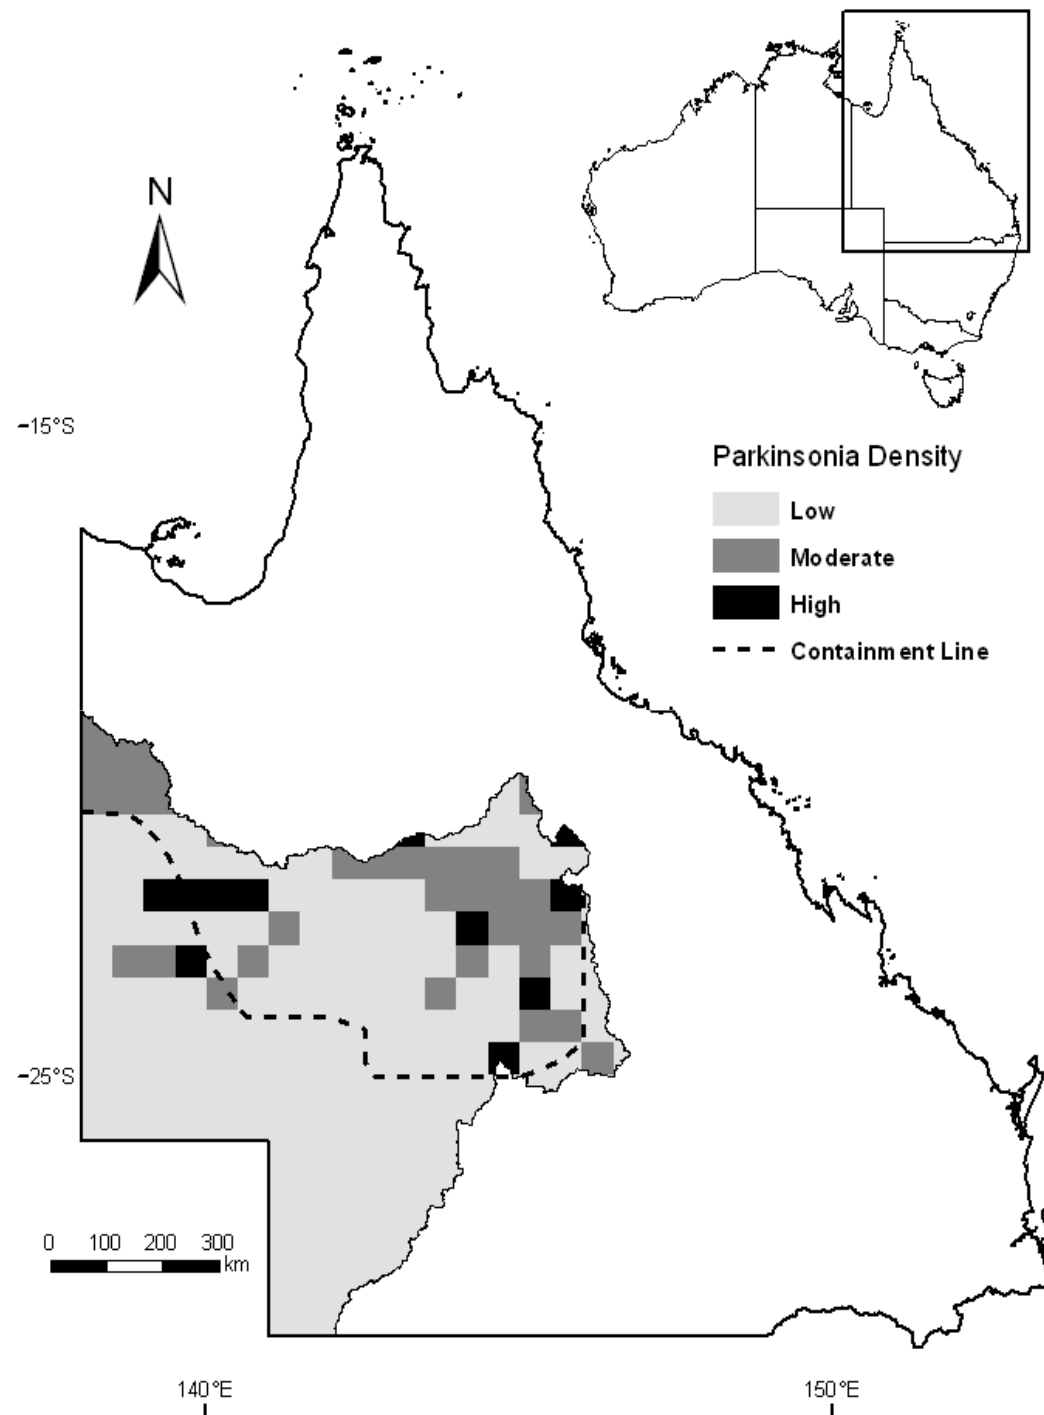 N
-15°S
Parkinsonia Density
Low
Moderate
High
Containment Line
-25°S
0 100 200 300
km
140°E 150°E